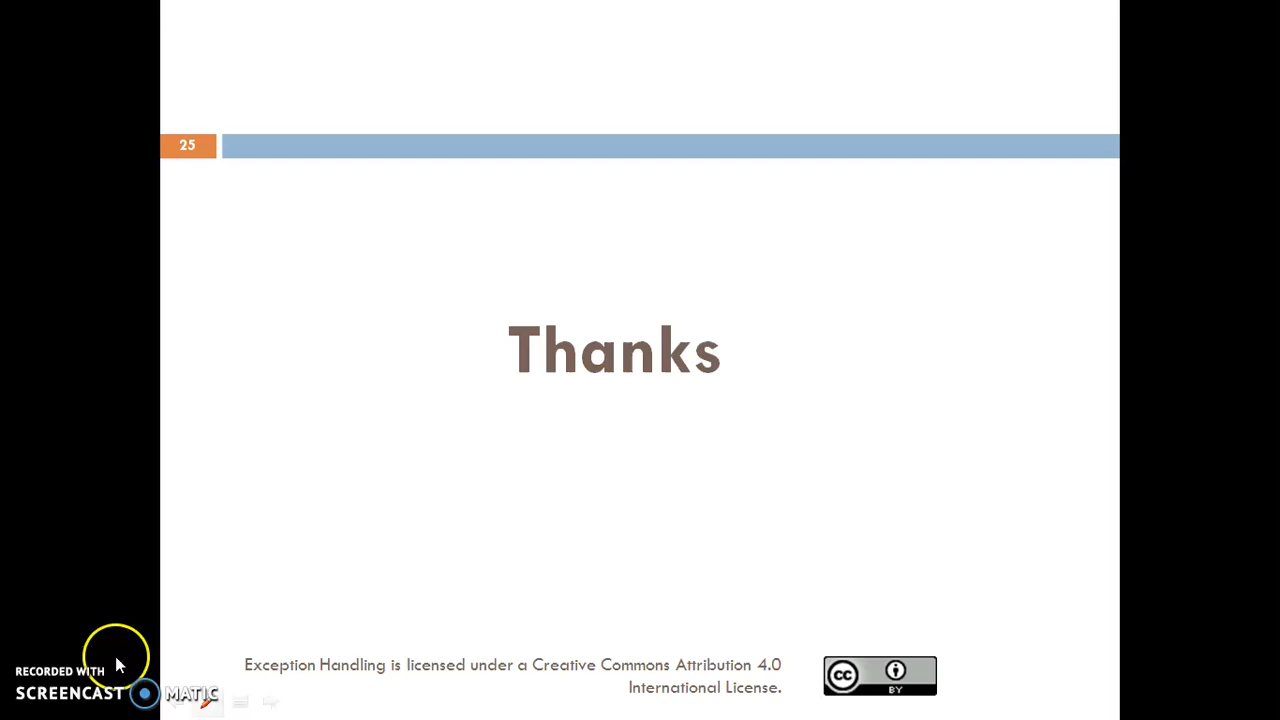 25
Thanks
Exception Handling is licensed under a Creative Commons Attribution 4.0
International License.
cc
BY
RECORDED WITH
SCREENCAST MATIC